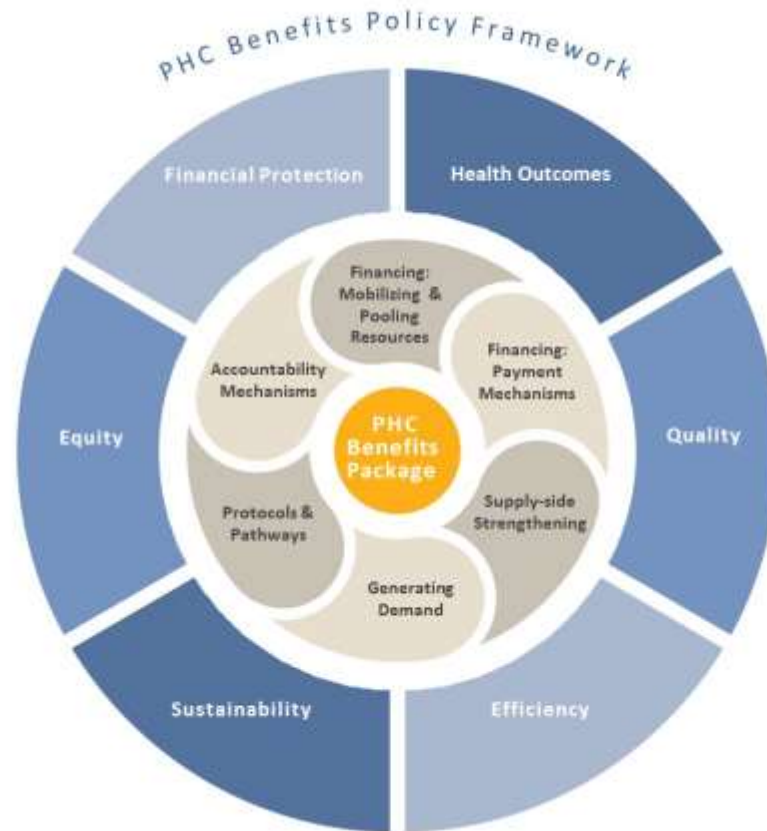 PHC Benefits Policy Framework
Financial Protection
Health Outcomes
Financing:
Mobilizing &
Pooling
Resources
Accountability
Mechanisms
Financing:
Payment
Mechanisms
Equity
PHC
Benefits
Package
Quality
Protocols &
Pathways
Supply-side
Strengthening
Generating
Demand
Sustainability
Efficiency